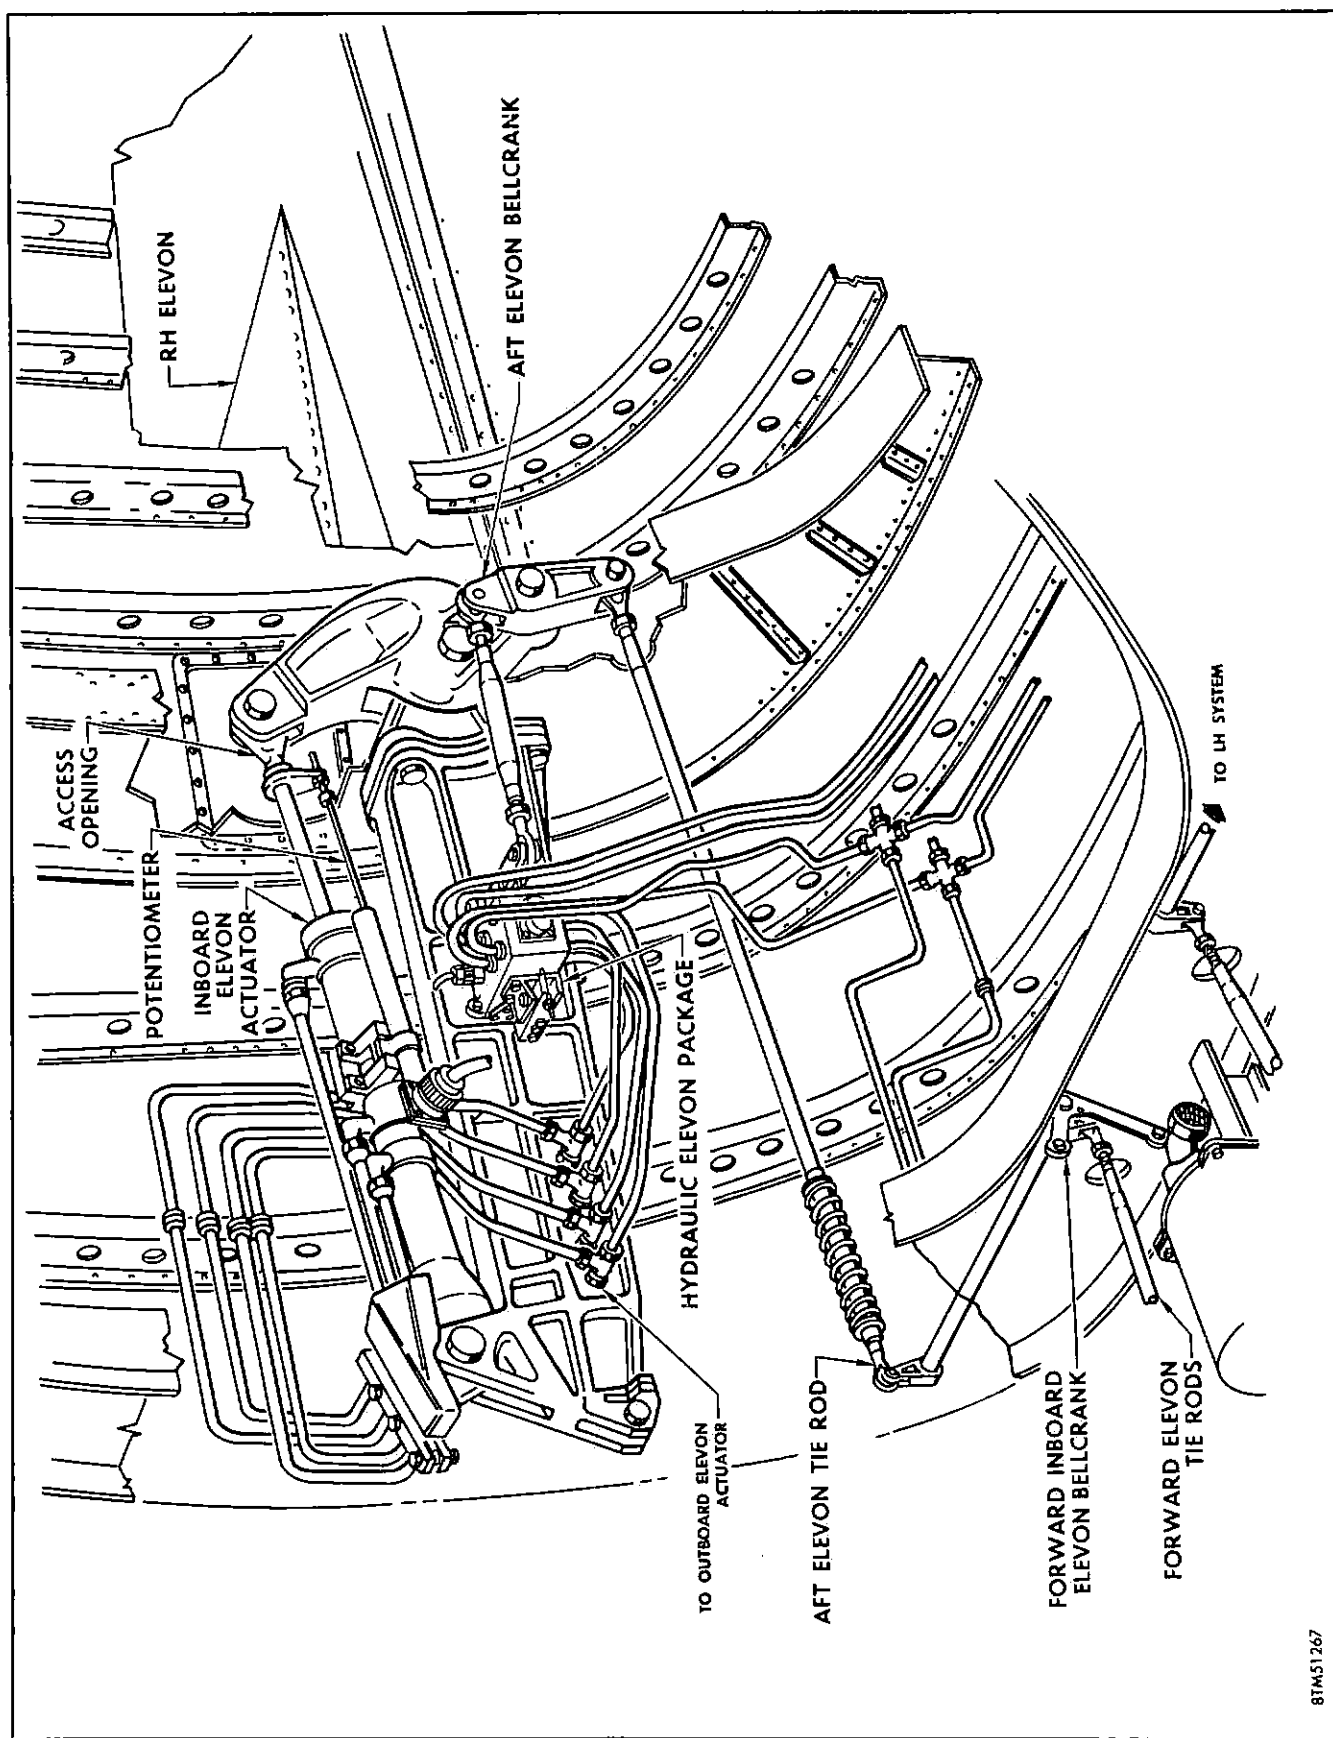 RH ELEVON
AFT ELEVON BELLCRANK
ACCESS
OPENING
POTENTIOMETER
INBOARD
ELEVON
ACTUATOR
HYDRAULIC ELEVON PACKAGE
TO LH SYSTEM
TO OUTBOARD ELEVON
ACTUATOR
AFT ELEVON TIE ROD
FORWARD INBOARD
ELEVON BELLCRANK
FORWARD ELEVON
TIE RODS
8TM51267